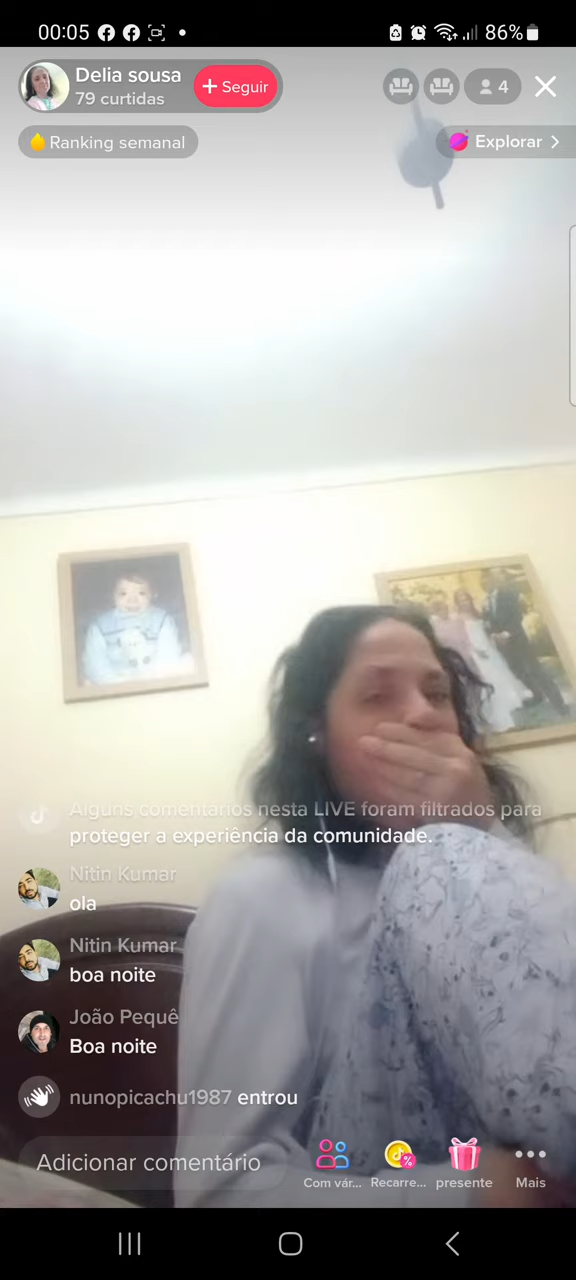 00:05
86%
Delia sousa
79 curtidas
+ Seguir
4
Ranking semanal
Explorar
Alguns comentários nesta LIVE foram filtrados para
proteger a experiência da comunidade.
Nitin Kumar
ola
Nitin Kumar
boa noite
João Pequê
Boa noite
nunopicachu1987 entrou
Adicionar comentário
Com vár...
Recarre...
presente
Mais